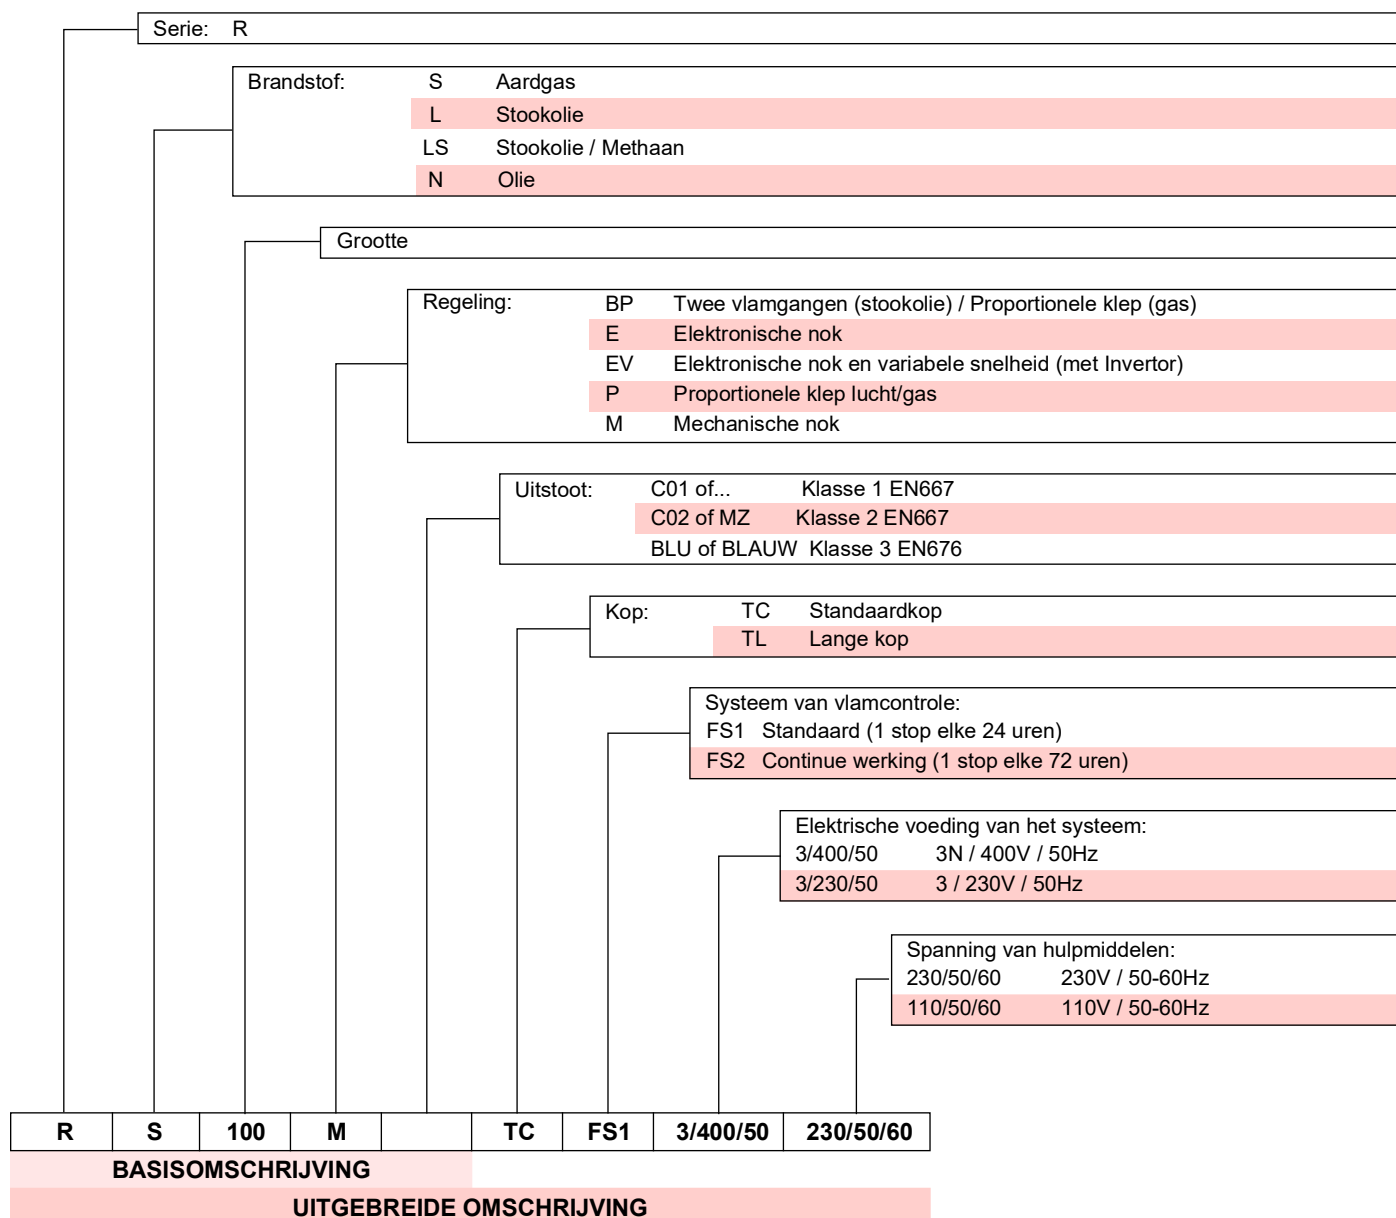 Serie: R
Brandstof: S Aardgas
L Stookolie
LS Stookolie / Methaan
N Olie
Grootte
Regeling: BP Twee vlamgangen (stookolie) / Proportionele klep (gas)
E Elektronische nok
EV Elektronische nok en variabele snelheid (met Invertor)
P Proportionele klep lucht/gas
M Mechanische nok
Uitstoot: C01 of... Klasse 1 EN667
C02 of MZ Klasse 2 EN667
BLU of BLAUW Klasse 3 EN676
Kop: TC Standaardkop
TL Lange kop
Systeem van vlamcontrole:
FS1 Standaard (1 stop elke 24 uren)
FS2 Continue werking (1 stop elke 72 uren)
Elektrische voeding van het systeem:
3/400/50 3N / 400V / 50Hz
3/230/50 3 / 230V / 50Hz
Spanning van hulpmiddelen:
230/50/60 230V / 50-60Hz
110/50/60 110V / 50-60Hz
R S 100 M TC FS1 3/400/50 230/50/60
BASISOMSCHRIJVING
UITGEBREIDE OMSCHRIJVING